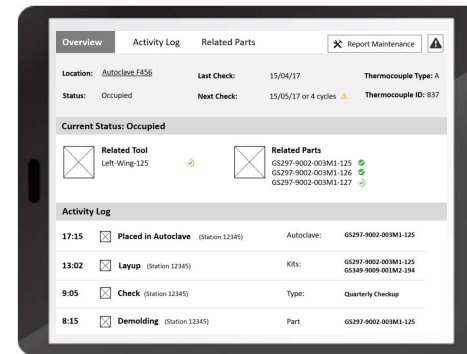 Overview Activity Log Related Parts Report Maintenance
Location: Autoclave F456 Last Check: 15/04/17 Thermocouple Type: A
Status: Occupied Next Check: 15/05/17 or 4 cycles Thermocouple ID: 837
Current Status: Occupied
Related Tool
Left-Wing-125
Related Parts
GS297-9002-003M1-125
GS297-9002-003M1-126
GS297-9002-003M1-127
Activity Log
17:15 Placed in Autoclave (Station 12345) Autoclave: GS297-9002-003M1-125
13:02 Layup (Station 12345) Kits: GS297-9002-003M1-125
GS349-9009-001M2-194
9:05 Check (Station 12345) Type: Quarterly Checkup
8:15 Demolding (Station 12345) Part GS297-9002-003M1-125